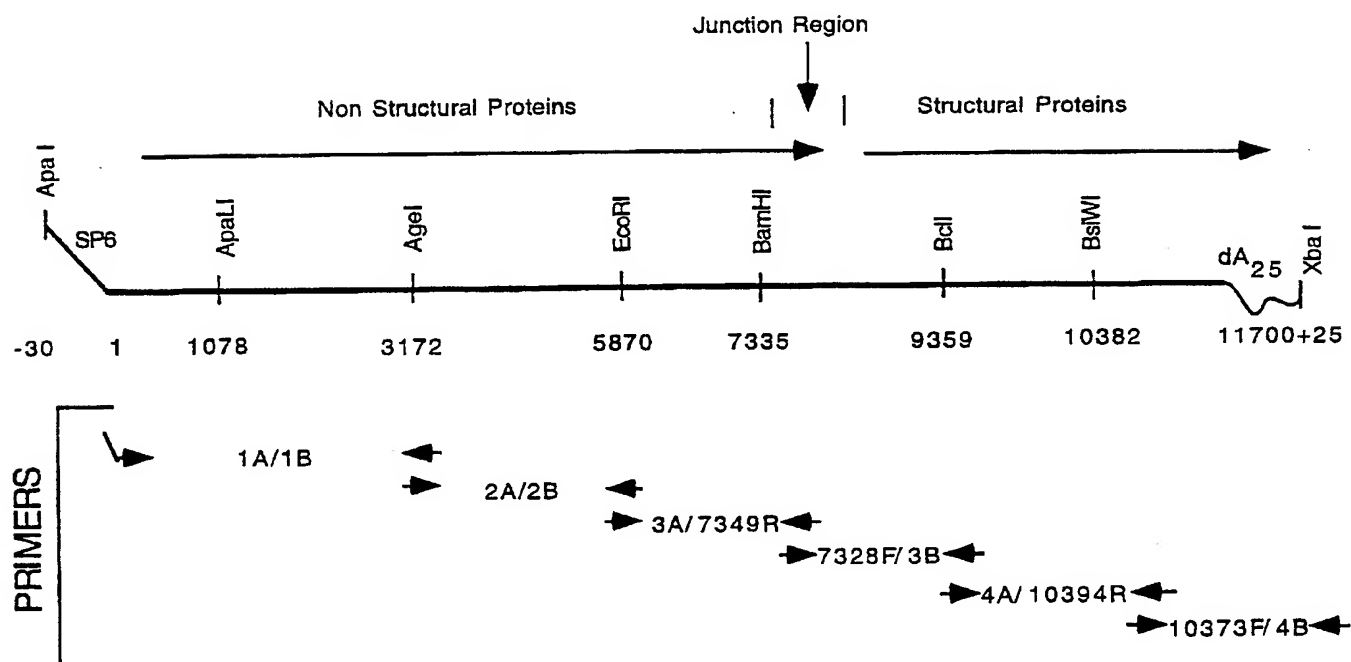 Junction Region
Non Structural Proteins
Structural Proteins
Apa I
SP6
ApaLI
AgeI
EcoRI
BamHI
BclI
BsiWI
dA25
Xba I
-30 1 1078 3172 5870 7335 9359 10382 11700+25
PRIMERS
1A/1B
2A/2B
3A/7349R
7328F/3B
4A/10394R
10373F/4B